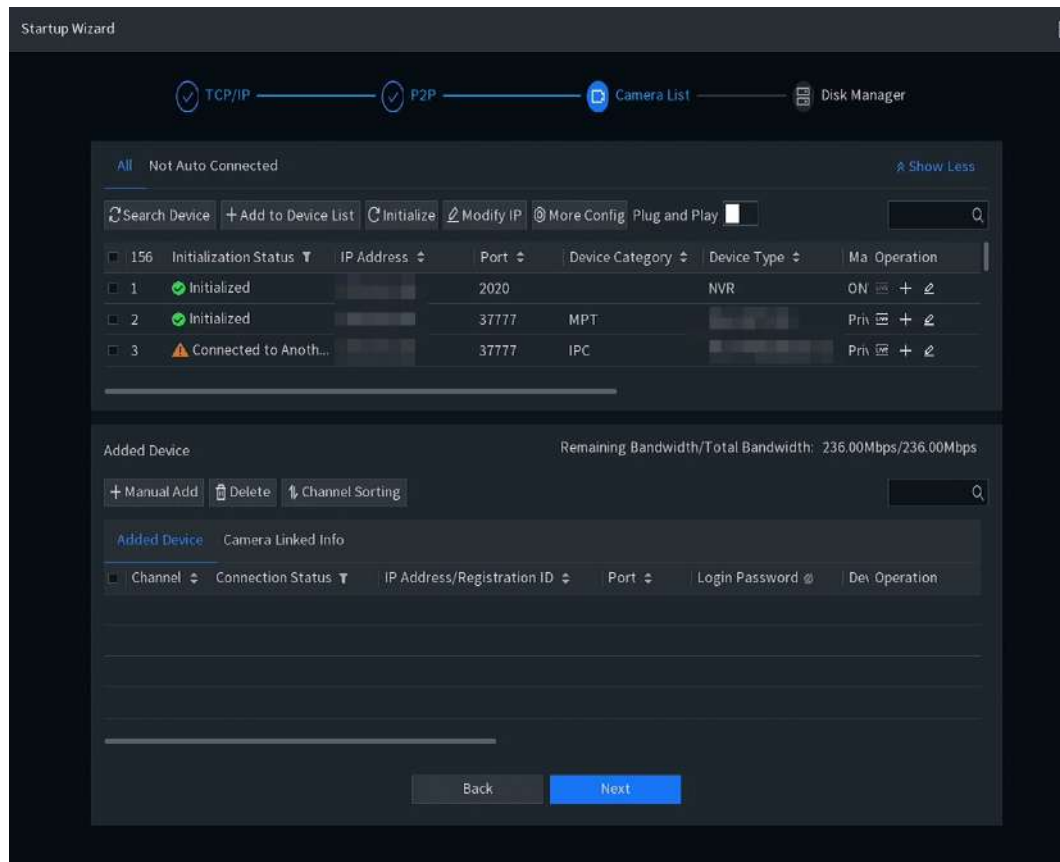 Startup Wizard
TCP/IP P2P Camera List Disk Manager
All Not Auto Connected Show Less
Search Device Add to Device List Initialize Modify IP More Config Plug and Play
156 Initialization Status IP Address Port Device Category Device Type Ma Operation
1 Initialized 2020 NVR ON
2 Initialized 37777 MPT Priv
3 Connected to Anoth... 37777 IPC Priv
Added Device Remaining Bandwidth/Total Bandwidth: 236.00Mbps/236.00Mbps
Manual Add Delete Channel Sorting
Added Device Camera Linked Info
Channel Connection Status IP Address/Registration ID Port Login Password Dev Operation
Back Next